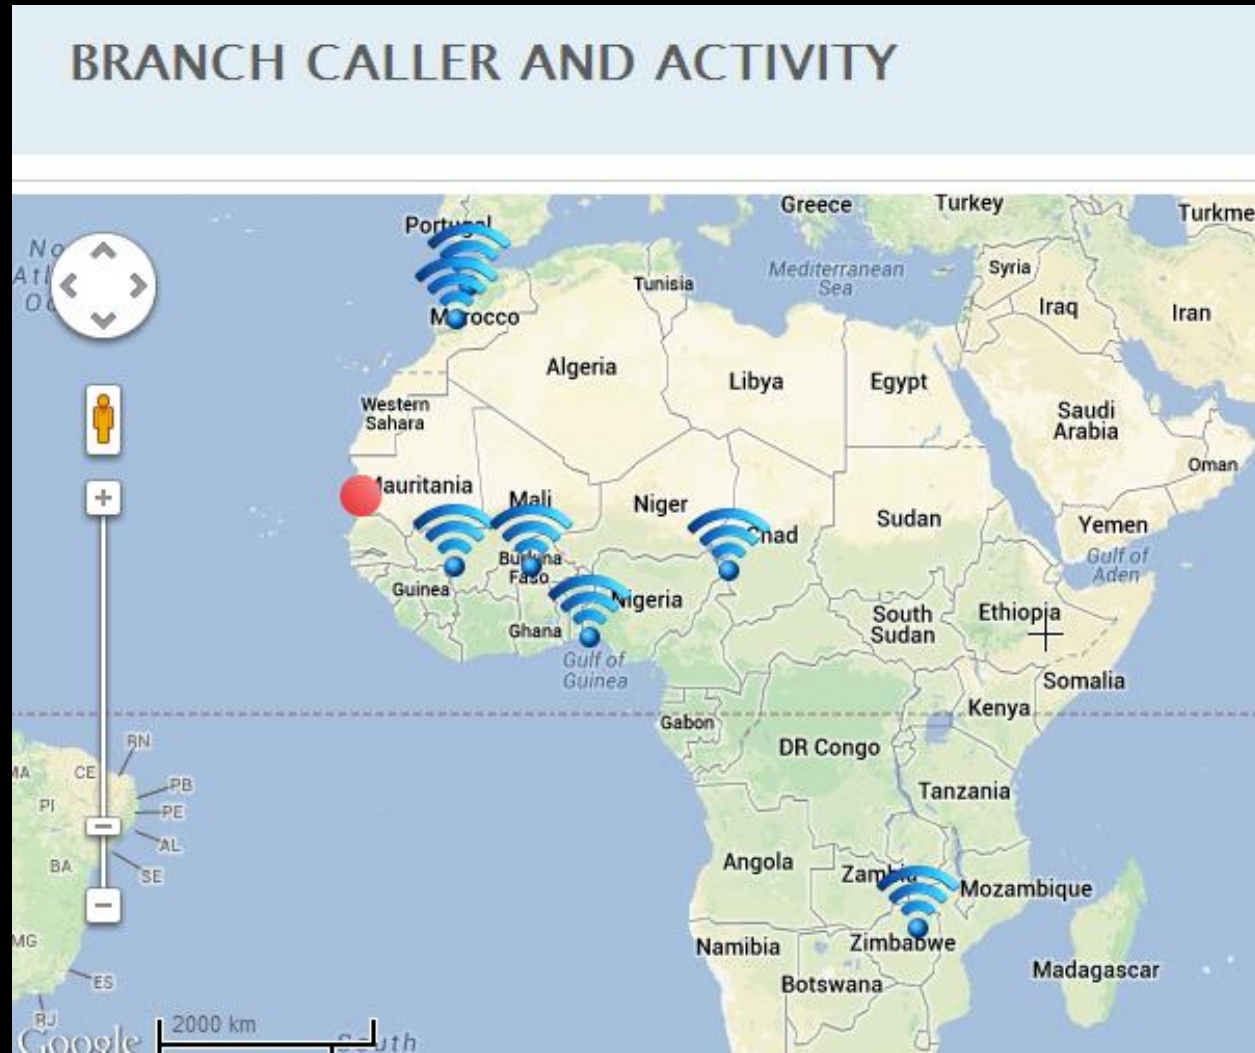 BRANCH CALLER AND ACTIVITY
Greece
Turkey
Turkme
Portugal
No
Atl
Oc
Mediterranean
Sea
Syria
Tunisia
Iraq
Iran
Morocco
Algeria
Libya
Egypt
Western
Sahara
Saudi
Arabia
Oman
Mauritania
Mali
Niger
Chad
Sudan
Yemen
Gulf of
Aden
Burkina
Faso
Guinea
Nigeria
Ghana
South
Sudan
Ethiopia
Gulf of
Guinea
Somalia
Kenya
Gabon
DR Congo
RN
MA
CE
PB
PI
PE
Tanzania
AL
BA
SE
Angola
Zambia
Mozambique
MG
Namibia
Zimbabwe
Botswana
Madagascar
ES
RJ
Google
2000 km
South